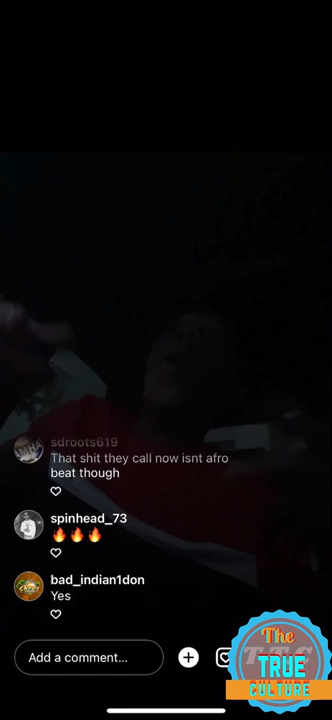 sdroots619
That shit they call now isnt afro
beat though
spinhead_73
🔥🔥🔥
bad_indian1don
Yes
Add a comment...
The
T.T.C
TRUE
CULTURE